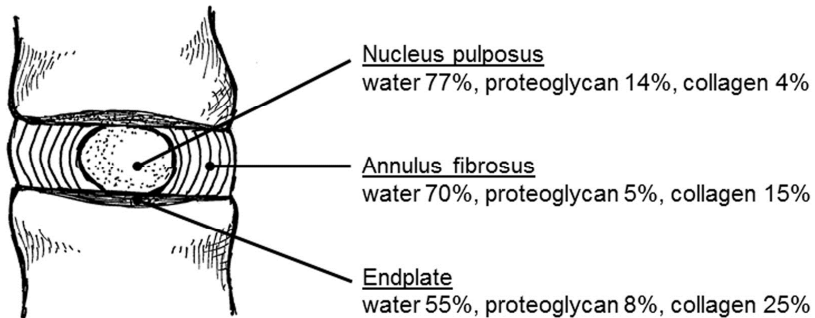 Nucleus pulposus
water 77%, proteoglycan 14%, collagen 4%
Annulus fibrosus
water 70%, proteoglycan 5%, collagen 15%
Endplate
water 55%, proteoglycan 8%, collagen 25%